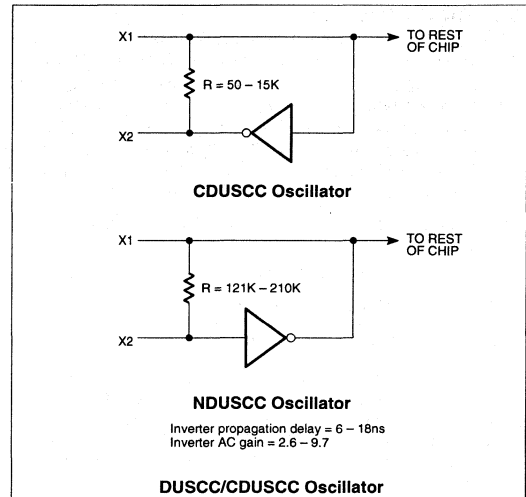 X1
TO REST
OF CHIP
R = 50 – 15K
X2
CDUSCC Oscillator
X1
TO REST
OF CHIP
R = 121K – 210K
X2
NDUSCC Oscillator
Inverter propagation delay = 6 – 18ns
Inverter AC gain = 2.6 – 9.7
DUSCC/CDUSCC Oscillator